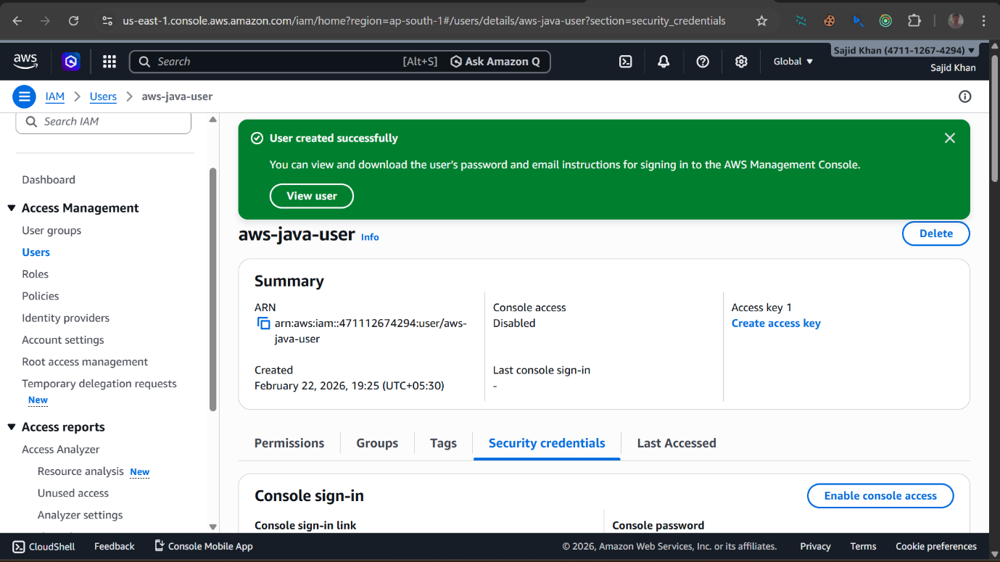 us-east-1.console.aws.amazon.com/iam/home?region=ap-south-1#/users/details/aws-java-user?section=security_credentials
aws
Search
[Alt+S]
Ask Amazon Q
Global
Sajid Khan (4711-1267-4294)
Sajid Khan
IAM
Users
aws-java-user
Search IAM
Dashboard
Access Management
User groups
Users
Roles
Policies
Identity providers
Account settings
Root access management
Temporary delegation requests
New
Access reports
Access Analyzer
Resource analysis New
Unused access
Analyzer settings
User created successfully
You can view and download the user's password and email instructions for signing in to the AWS Management Console.
View user
aws-java-user Info
Delete
Summary
ARN
arn:aws:iam::471112674294:user/aws-
java-user
Created
February 22, 2026, 19:25 (UTC+05:30)
Console access
Disabled
Last console sign-in
-
Access key 1
Create access key
Permissions
Groups
Tags
Security credentials
Last Accessed
Console sign-in
Enable console access
Console sign-in link
Console password
CloudShell
Feedback
Console Mobile App
© 2026, Amazon Web Services, Inc. or its affiliates.
Privacy
Terms
Cookie preferences